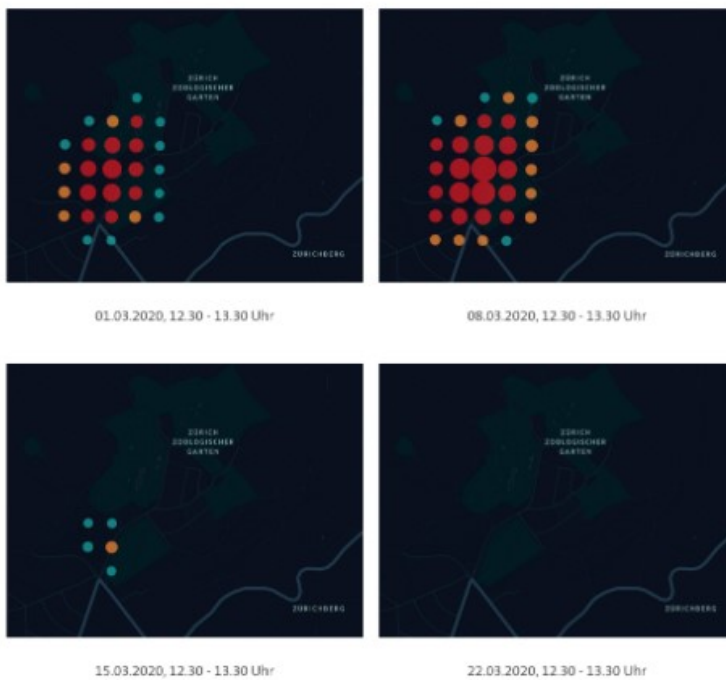 ZÜRICH
ZOOLOGISCHER
GARTEN
ZÜRICHBERG
01.03.2020, 12.30 - 13.30 Uhr
ZÜRICH
ZOOLOGISCHER
GARTEN
ZÜRICHBERG
08.03.2020, 12.30 - 13.30 Uhr
ZÜRICH
ZOOLOGISCHER
GARTEN
ZÜRICHBERG
15.03.2020, 12.30 - 13.30 Uhr
ZÜRICH
ZOOLOGISCHER
GARTEN
ZÜRICHBERG
22.03.2020, 12.30 - 13.30 Uhr